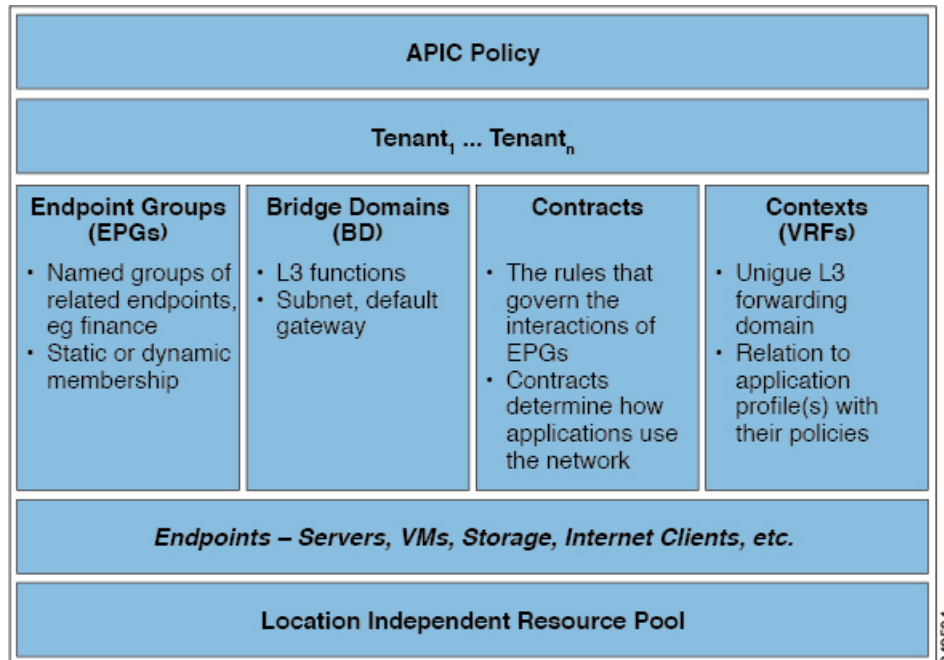 APIC Policy
Tenant1 ... Tenantn
Endpoint Groups
(EPGs)
• Named groups of
related endpoints,
eg finance
• Static or dynamic
membership
Bridge Domains
(BD)
• L3 functions
• Subnet, default
gateway
Contracts
• The rules that
govern the
interactions of
EPGs
• Contracts
determine how
applications use
the network
Contexts
(VRFs)
• Unigue L3
forwarding
domain
• Relation to
application
profile(s) with
their policies
Endpoints – Servers, VMs, Storage, Internet Clients, etc.
Location Independent Resource Pool